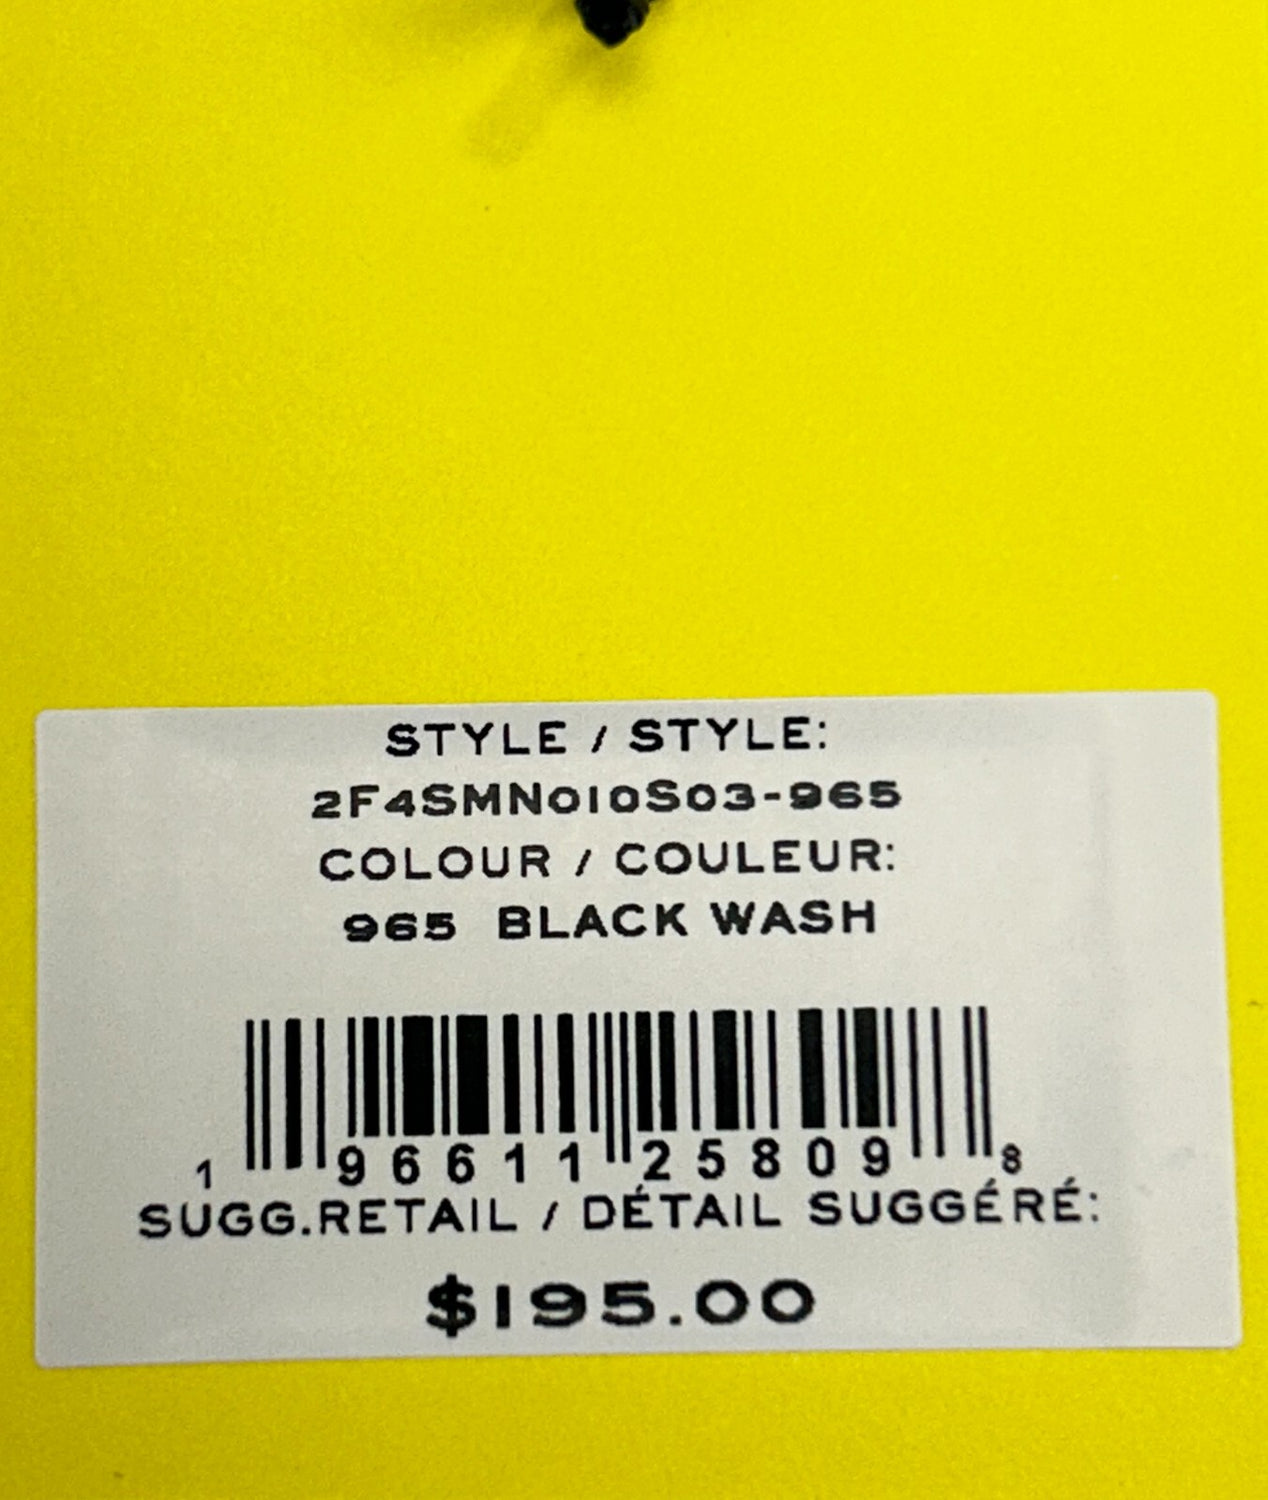 STYLE / STYLE:
2F4SMN010S03-965
COLOUR / COULEUR:
965 BLACK WASH
1 96611 25809 8
SUGG.RETAIL / DÉTAIL SUGGÉRÉ:
$195.00